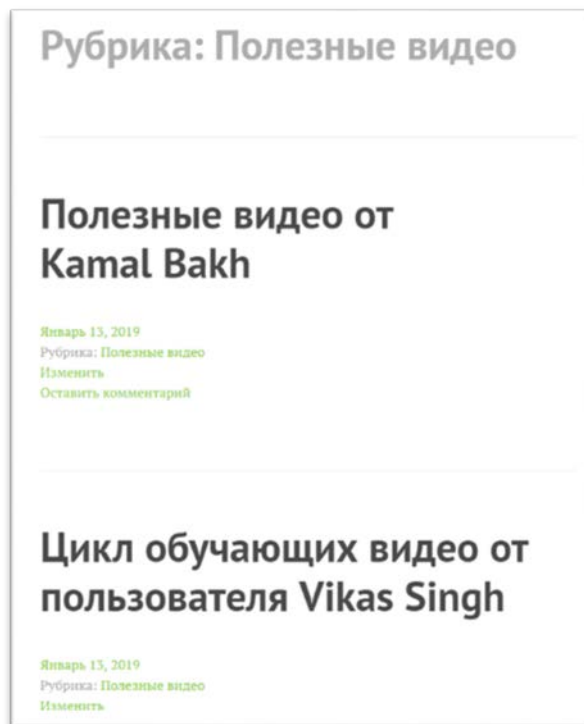 Рубрика: Полезные видео
Полезные видео от
Kamal Bakh
Январь 13, 2019
Рубрика: Полезные видео
Изменить
Оставить комментарий
Цикл обучающих видео от
пользователя Vikas Singh
Январь 13, 2019
Рубрика: Полезные видео
Изменить